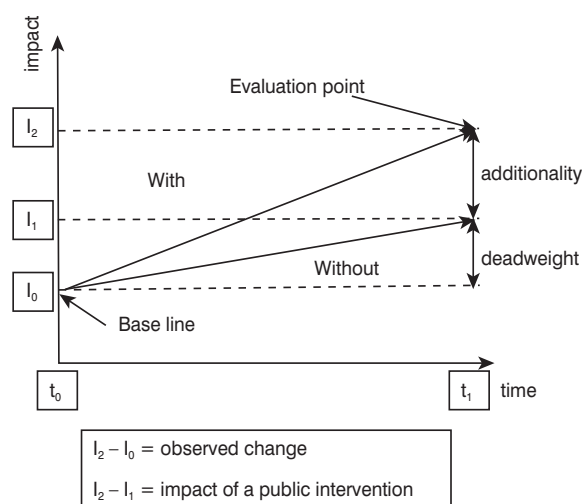 impact
Evaluation point
I₂
With
additionality
I₁
Without
deadweight
I₀
Base line
t₀
t₁ time
I₂ – I₀ = observed change
I₂ – I₁ = impact of a public intervention